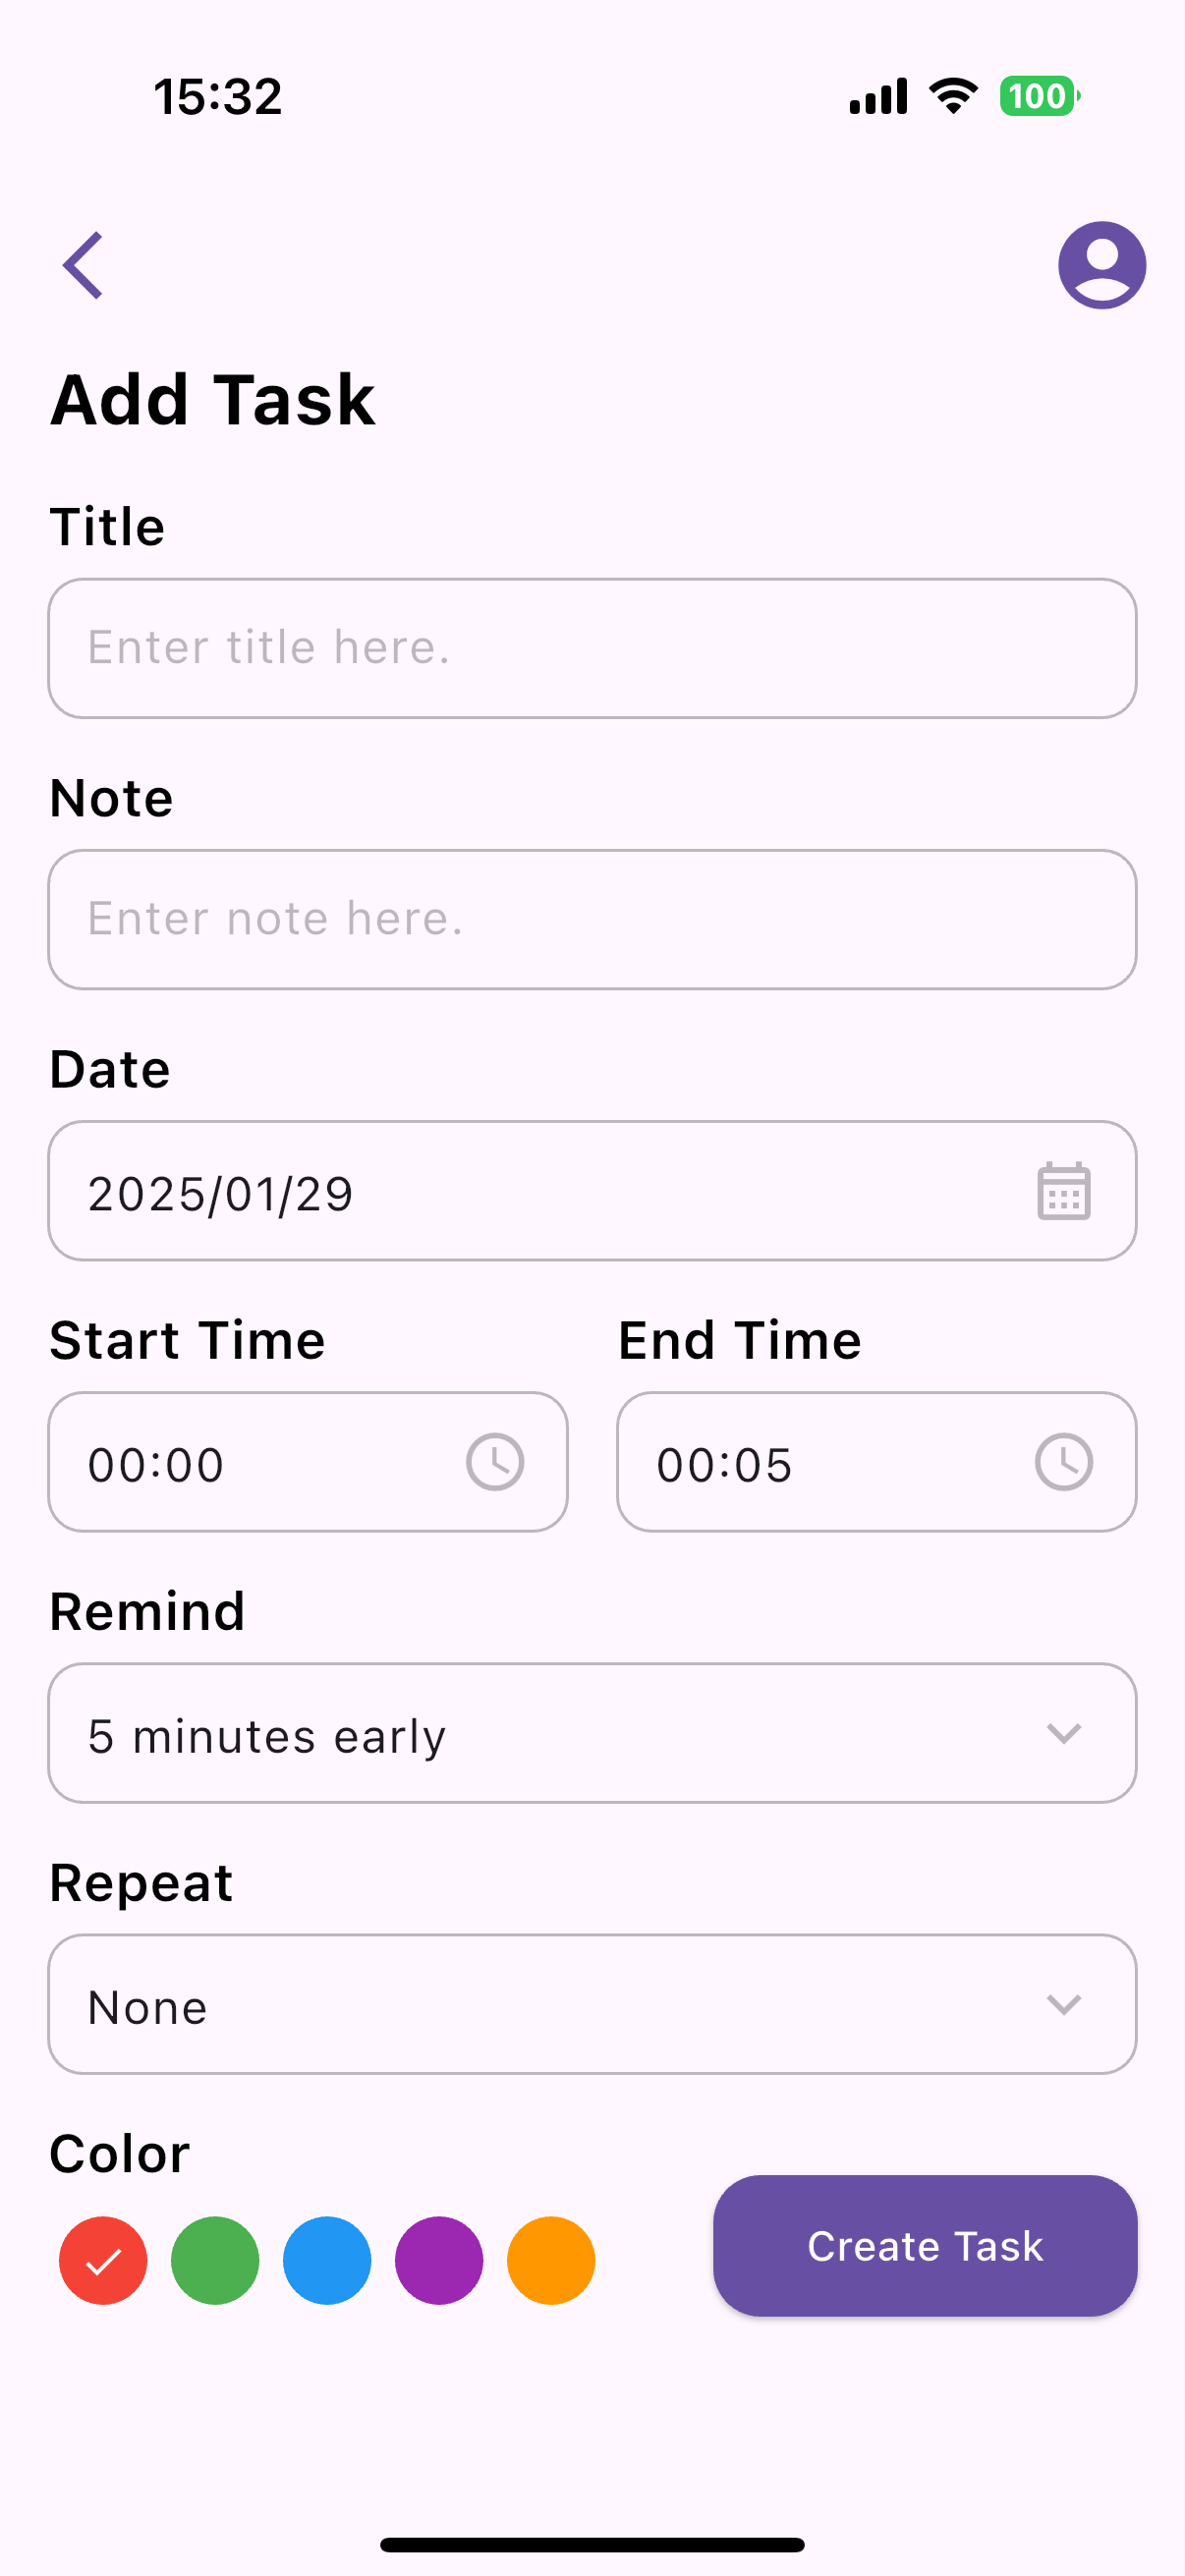 15:32
100
Add Task
Title
Enter title here.
Note
Enter note here.
Date
2025/01/29
Start Time End Time
00:00 00:05
Remind
5 minutes early
Repeat
None
Color
Create Task